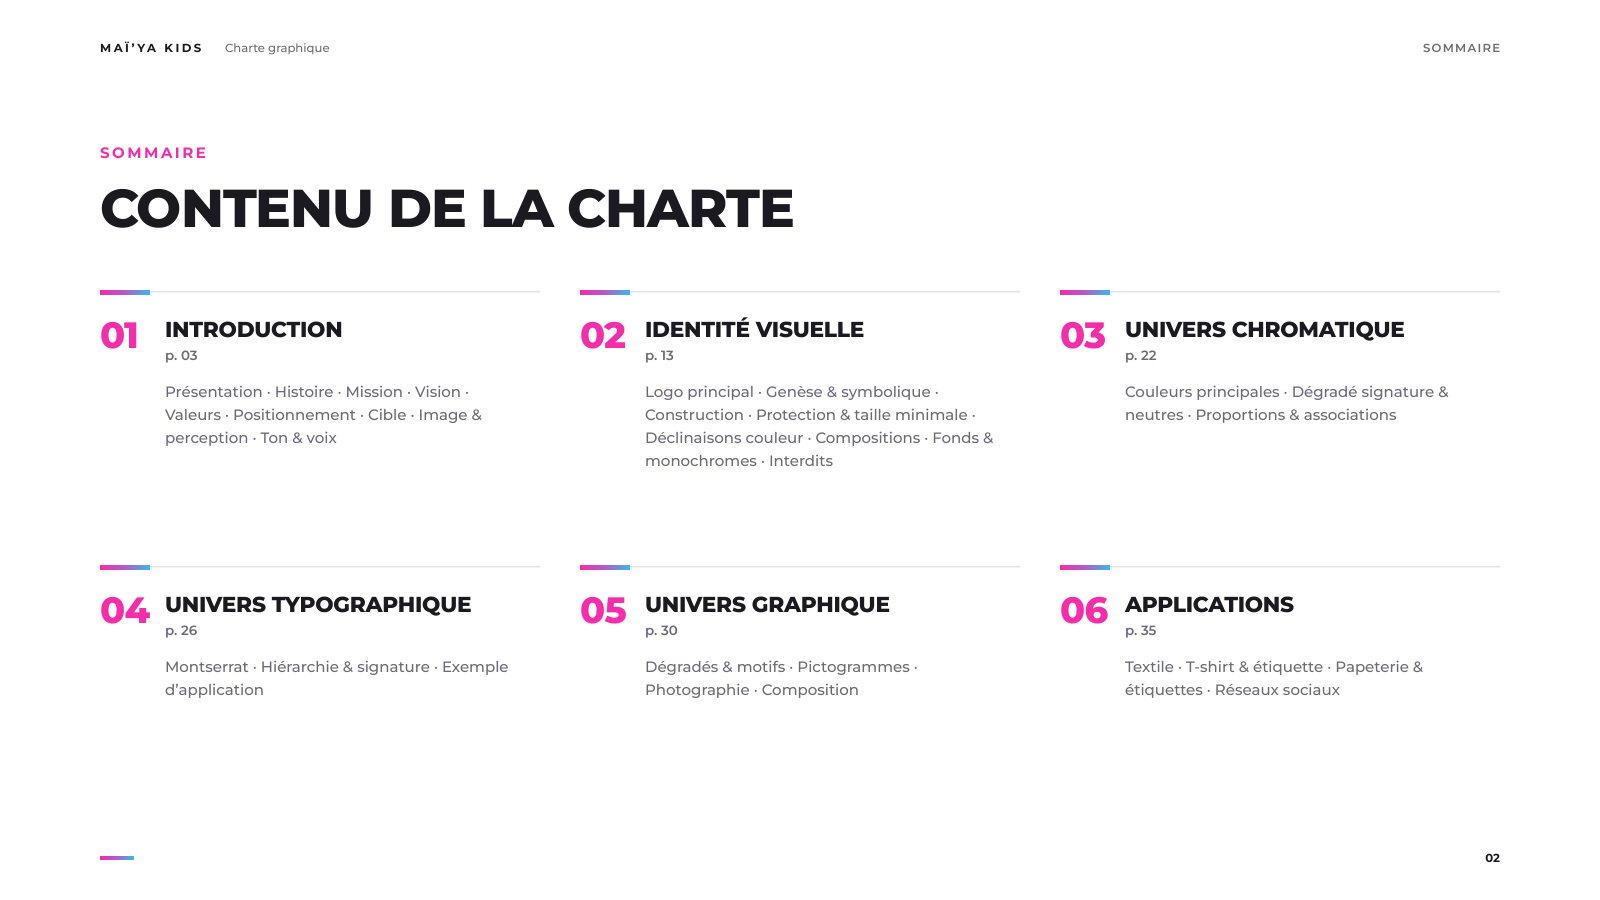 MAÏ’YA KIDS Charte graphique
SOMMAIRE
SOMMAIRE
CONTENU DE LA CHARTE
01 INTRODUCTION
p. 03
Présentation · Histoire · Mission · Vision ·
Valeurs · Positionnement · Cible · Image &
perception · Ton & voix
02 IDENTITÉ VISUELLE
p. 13
Logo principal · Genèse & symbolique ·
Construction · Protection & taille minimale ·
Déclinaisons couleur · Compositions · Fonds &
monochromes · Interdits
03 UNIVERS CHROMATIQUE
p. 22
Couleurs principales · Dégradé signature &
neutres · Proportions & associations
04 UNIVERS TYPOGRAPHIQUE
p. 26
Montserrat · Hiérarchie & signature · Exemple
d’application
05 UNIVERS GRAPHIQUE
p. 30
Dégradés & motifs · Pictogrammes ·
Photographie · Composition
06 APPLICATIONS
p. 35
Textile · T-shirt & étiquette · Papeterie &
étiquettes · Réseaux sociaux
02